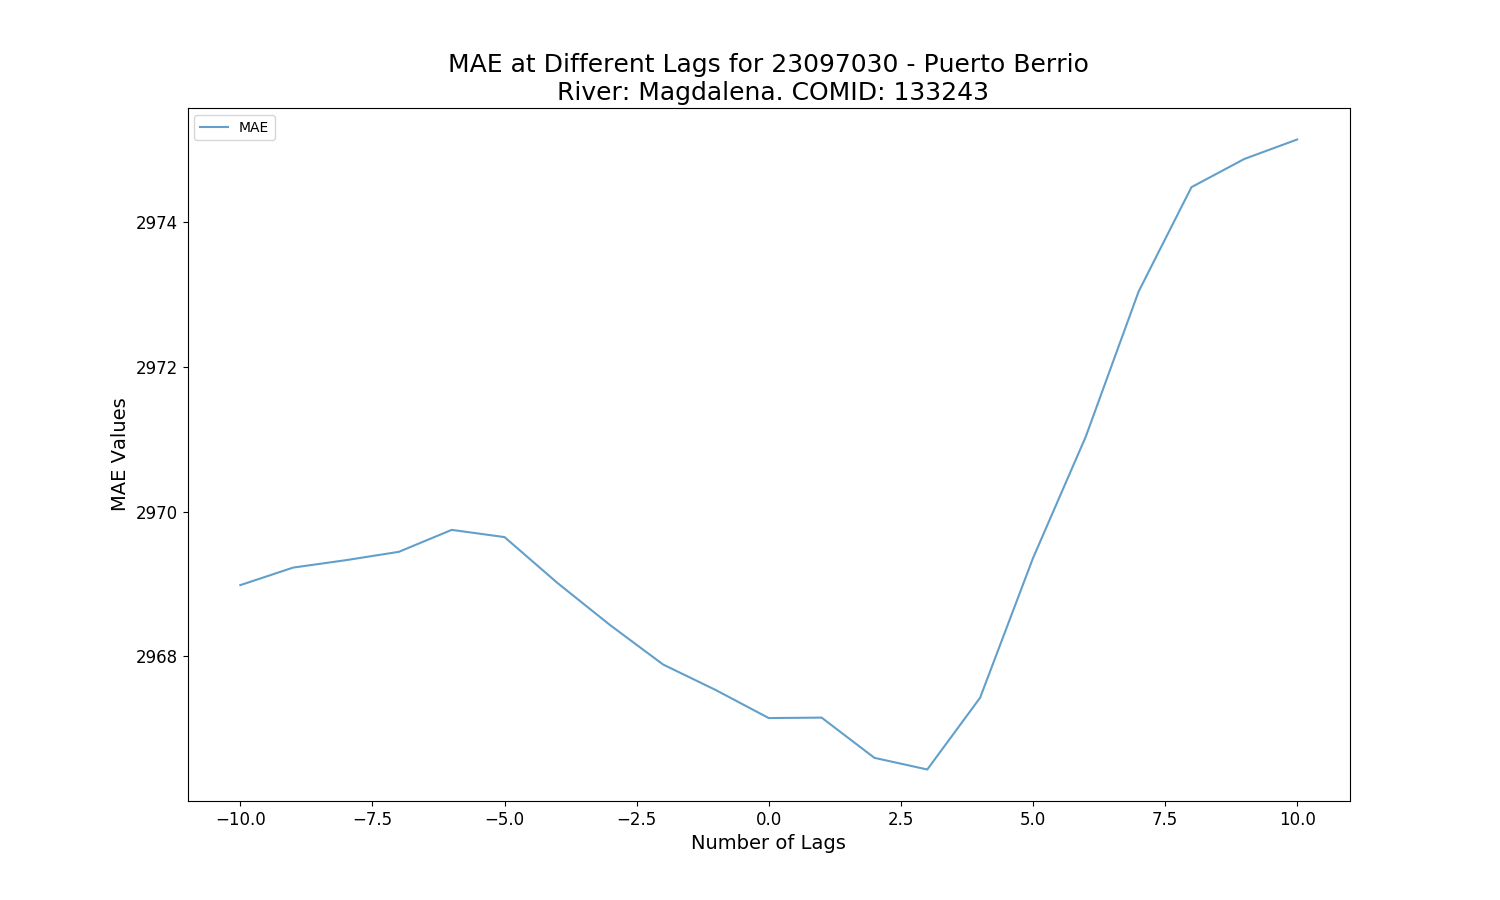 MAE at Different Lags for 23097030 - Puerto Berrio
River: Magdalena. COMID: 133243
MAE
2974
2972
2970
2968
MAE Values
−10.0 −7.5 −5.0 −2.5 0.0 2.5 5.0 7.5 10.0
Number of Lags